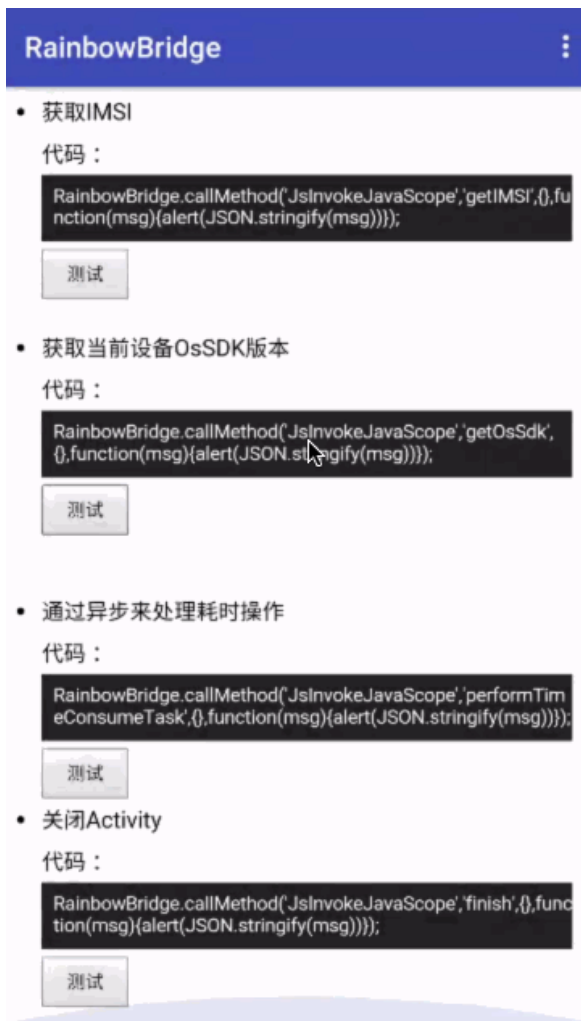 RainbowBridge
• 获取IMSI
代码：
RainbowBridge.callMethod('JsInvokeJavaScope','getIMSI',{},fu
nction(msg){alert(JSON.stringify(msg))});
测试
• 获取当前设备OsSDK版本
代码：
RainbowBridge.callMethod('JsInvokeJavaScope','getOsSdk',
{},function(msg){alert(JSON.stringify(msg))});
测试
• 通过异步来处理耗时操作
代码：
RainbowBridge.callMethod('JsInvokeJavaScope','performTim
eConsumeTask',{},function(msg){alert(JSON.stringify(msg))});
测试
• 关闭Activity
代码：
RainbowBridge.callMethod('JsInvokeJavaScope','finish',{},func
tion(msg){alert(JSON.stringify(msg))});
测试